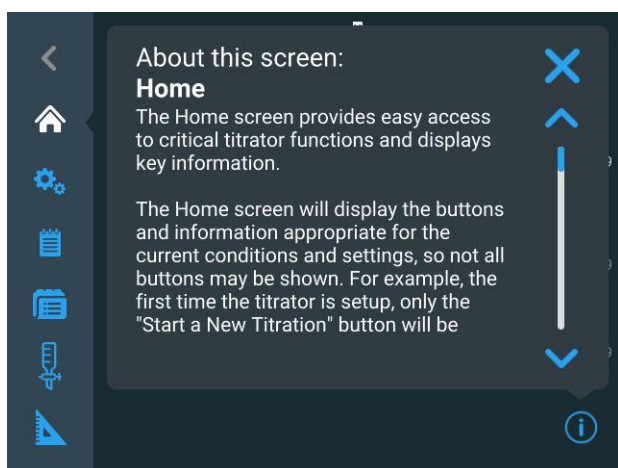 About this screen:
Home
The Home screen provides easy access
to critical titrator functions and displays
key information.
The Home screen will display the buttons
and information appropriate for the
current conditions and settings, so not all
buttons may be shown. For example, the
first time the titrator is setup, only the
"Start a New Titration" button will be